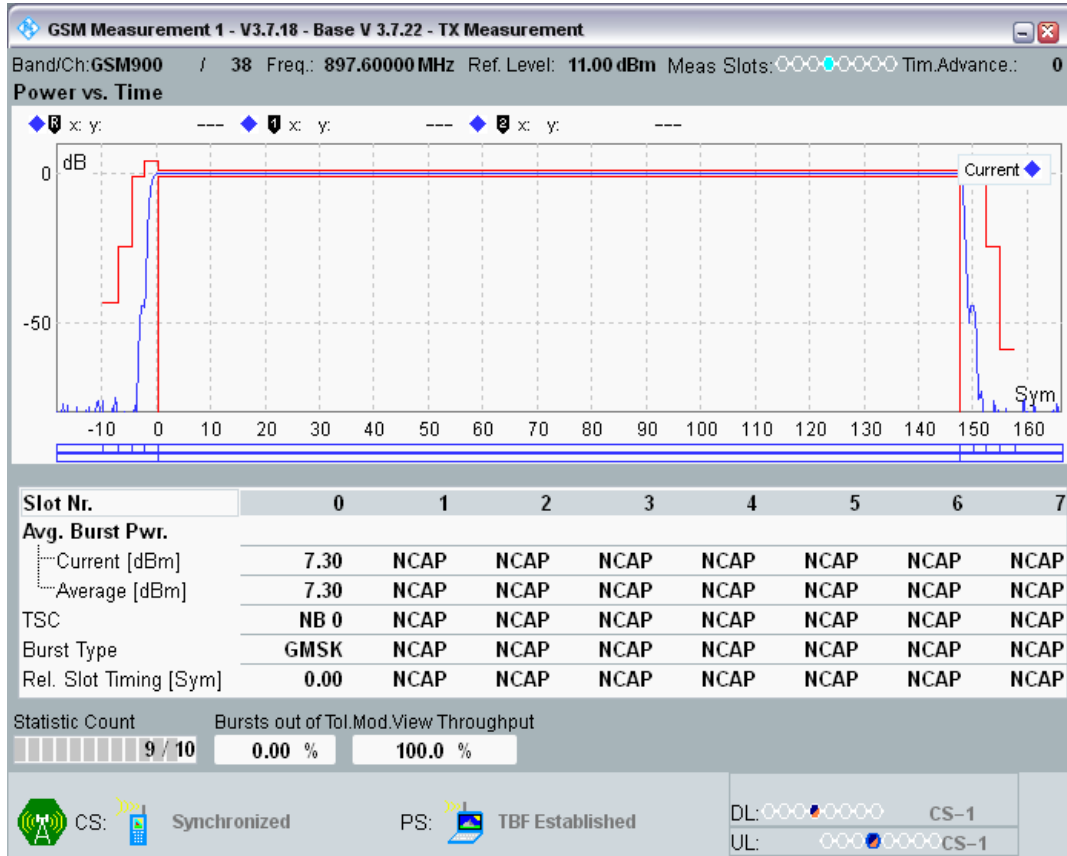 GSM Measurement 1 - V3.7.18 - Base V 3.7.22 - TX Measurement
Band/Ch:GSM900 / 38 Freq.: 897.60000 MHz Ref. Level: 11.00 dBm Meas Slots: Tim.Advance.: 0
Power vs. Time
R x: y: --- 1 x: y: --- 2 x: y: ---
dB
Current
0
-50
Sym
-10 0 10 20 30 40 50 60 70 80 90 100 110 120 130 140 150 160
Slot Nr. 0 1 2 3 4 5 6 7
Avg. Burst Pwr.
Current [dBm] 7.30 NCAP NCAP NCAP NCAP NCAP NCAP NCAP
Average [dBm] 7.30 NCAP NCAP NCAP NCAP NCAP NCAP NCAP
TSC NB 0 NCAP NCAP NCAP NCAP NCAP NCAP NCAP
Burst Type GMSK NCAP NCAP NCAP NCAP NCAP NCAP NCAP
Rel. Slot Timing [Sym] 0.00 NCAP NCAP NCAP NCAP NCAP NCAP NCAP
Statistic Count Bursts out of Tol.Mod.View Throughput
9 / 10 0.00 % 100.0 %
CS: Synchronized PS: TBF Established DL: CS-1
UL: CS-1